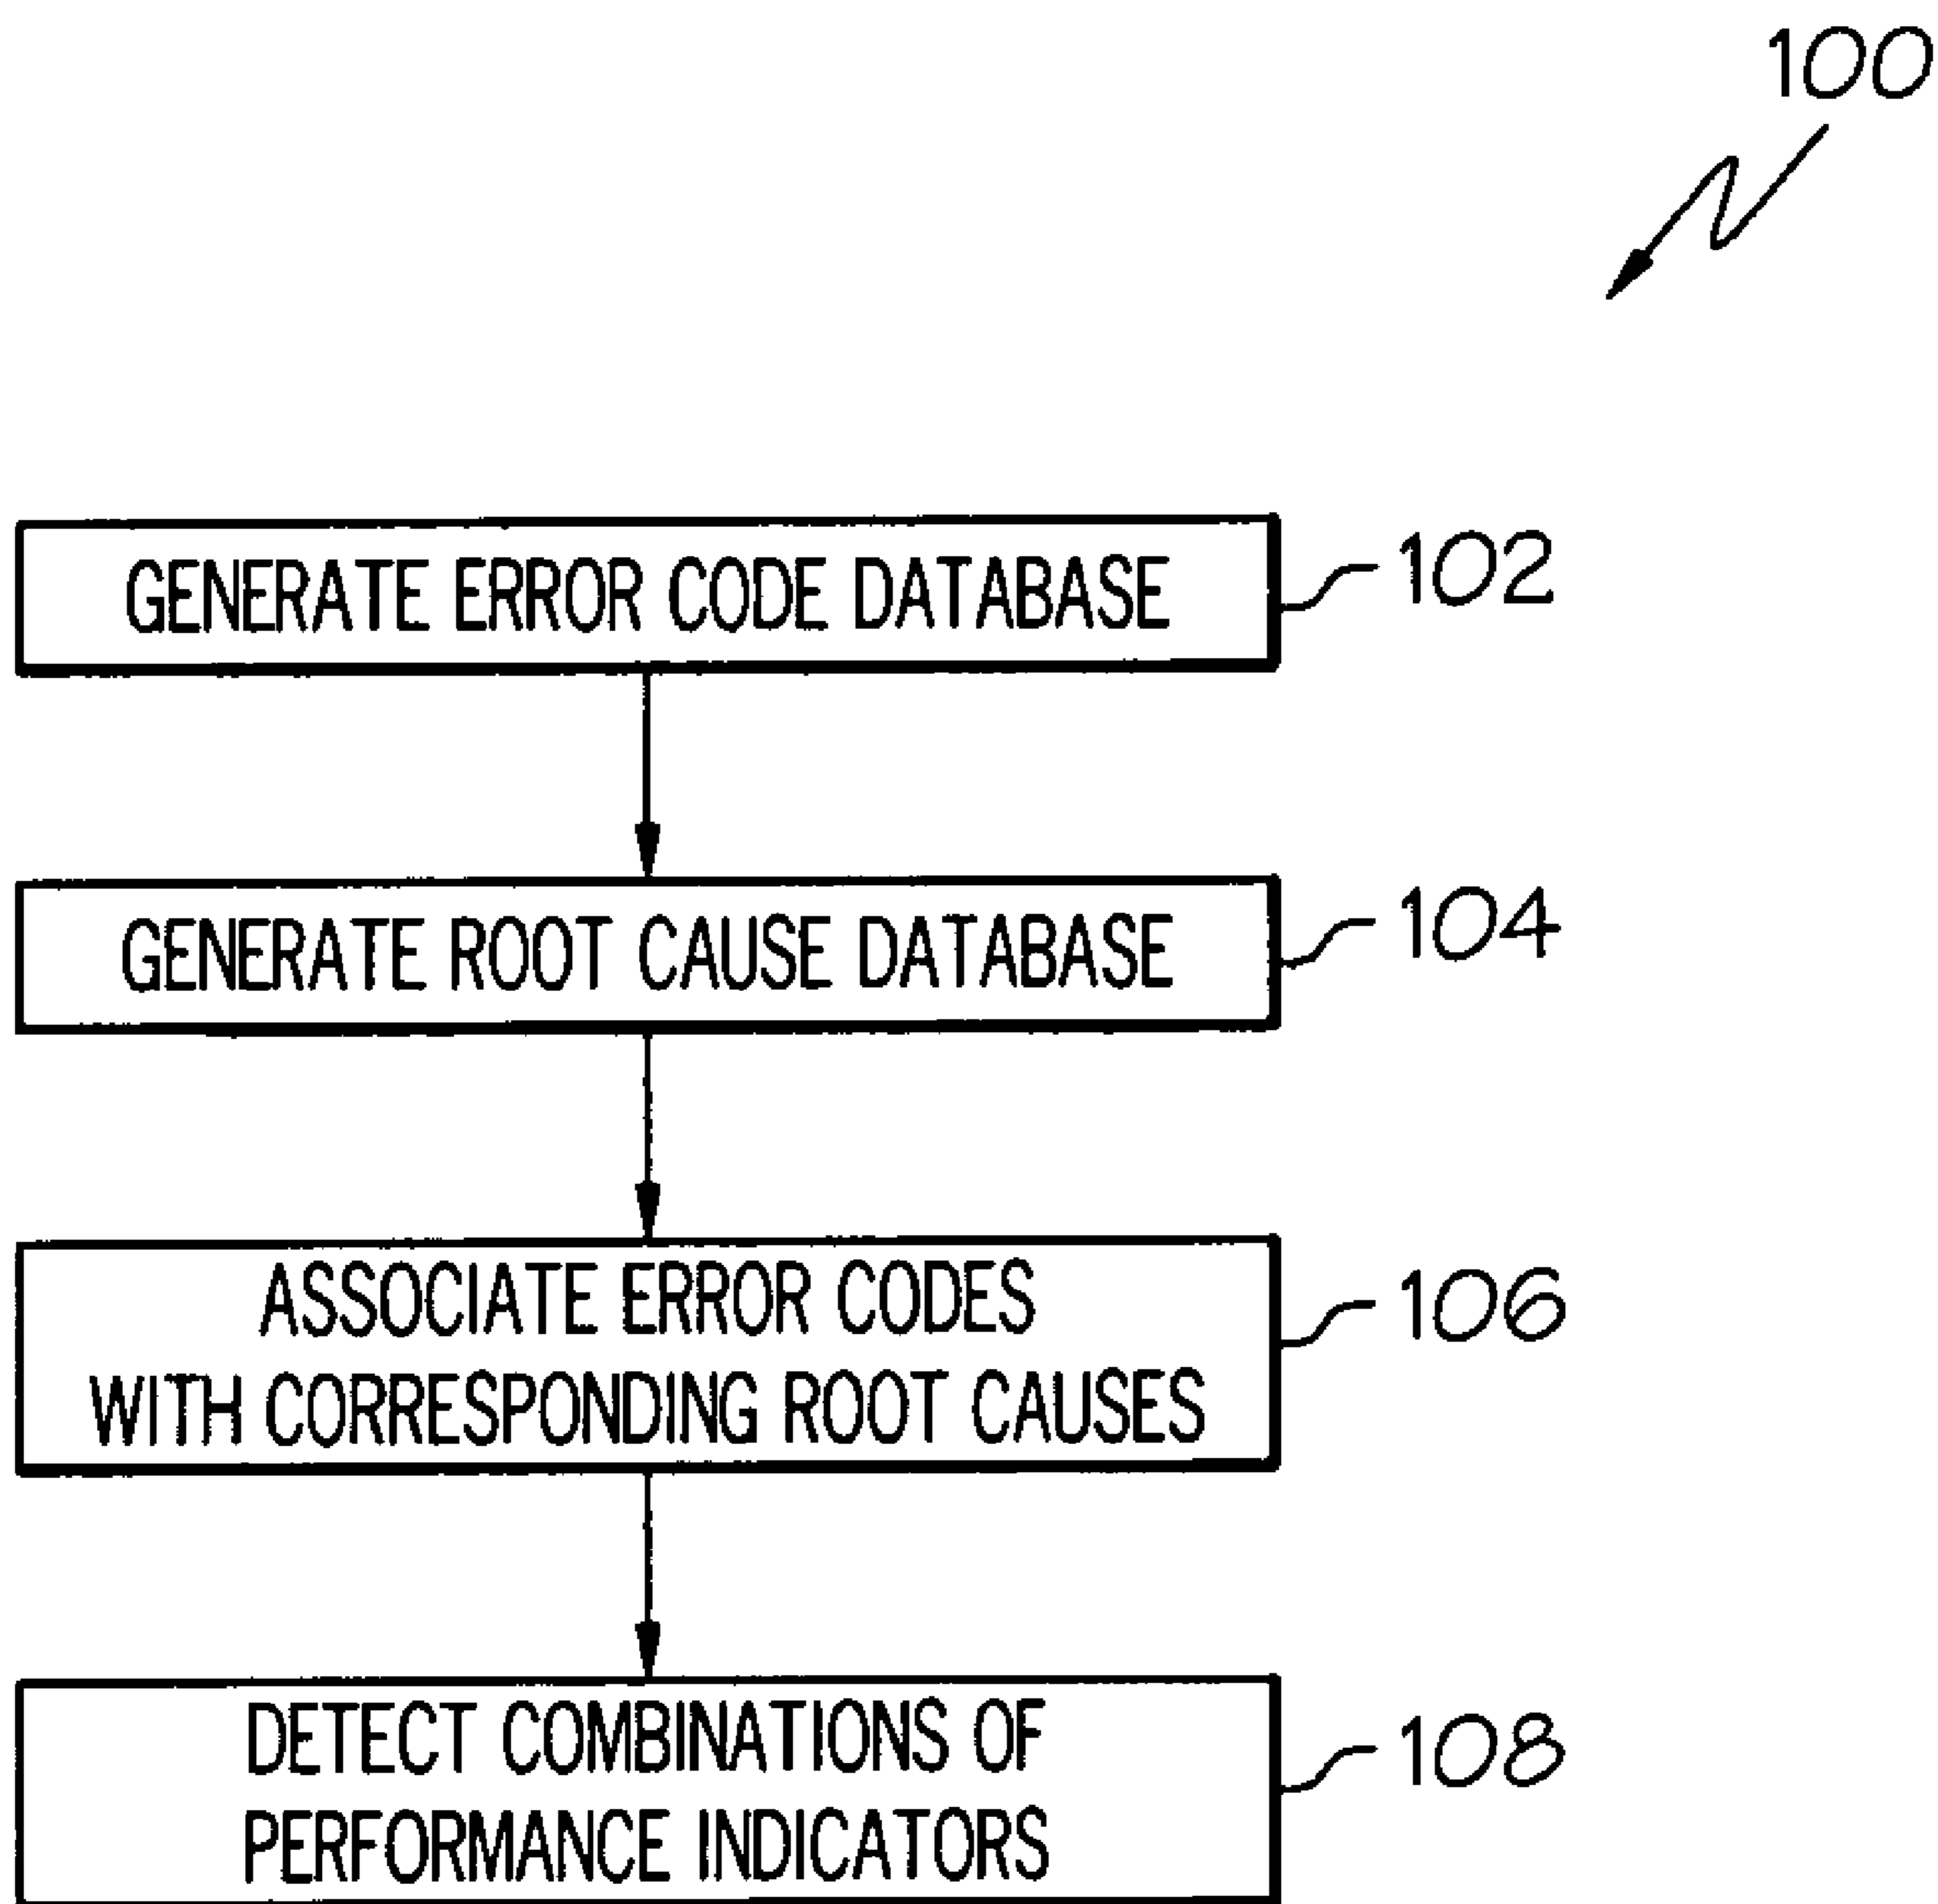 100
GENERATE ERROR CODE DATABASE
102
GENERATE ROOT CAUSE DATABASE
104
ASSOCIATE ERROR CODES
WITH CORRESPONDING ROOT CAUSES
106
DETECT COMBINATIONS OF
PERFORMANCE INDICATORS
108